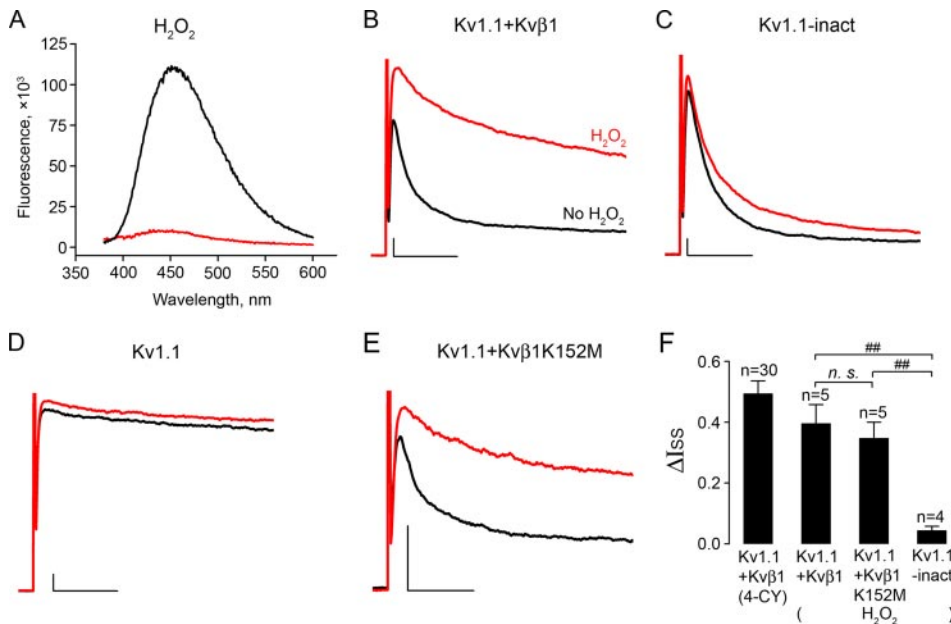 A
H₂O₂
Fluorescence, ×10³
125
100
75
50
25
0
350
400
450
500
550
600
Wavelength, nm
B
Kv1.1+Kvβ1
H₂O₂
No H₂O₂
C
Kv1.1-inact
D
Kv1.1
E
Kv1.1+Kvβ1K152M
F
ΔIss
0.6
0.4
0.2
0.0
##
n. s.
##
n=30
n=5
n=5
n=4
Kv1.1 Kv1.1 Kv1.1 Kv1.1
+Kvβ1 +Kvβ1 +Kvβ1 -inact
(4-CY) K152M
( H₂O₂ )